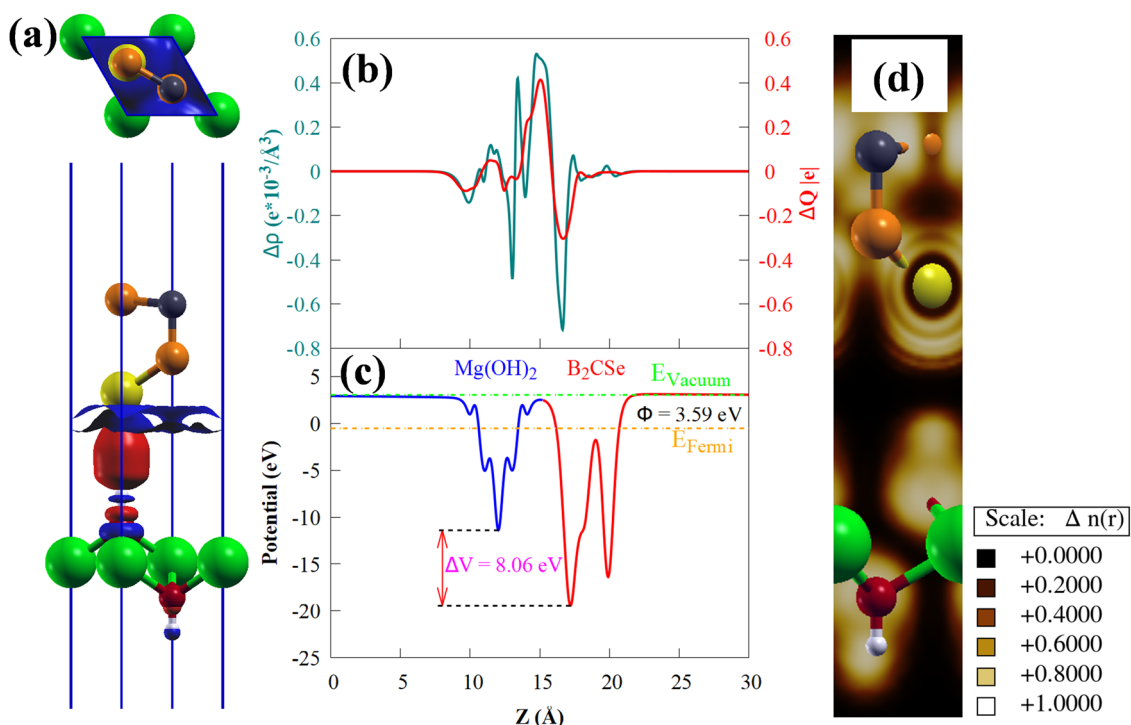 (a)
(b)
0.6
0.4
0.2
0
-0.2
-0.4
-0.6
-0.8
Δρ (e*10⁻³/Å³)
0.6
0.4
0.2
0
-0.2
-0.4
-0.6
-0.8
ΔQ |e|
(c)
Mg(OH)₂
B₂CSe
E_Vacuum
Φ = 3.59 eV
E_Fermi
ΔV = 8.06 eV
5
0
-5
-10
-15
-20
-25
Potential (eV)
0 5 10 15 20 25 30
Z (Å)
(d)
Scale: Δ n(r)
+0.0000
+0.2000
+0.4000
+0.6000
+0.8000
+1.0000